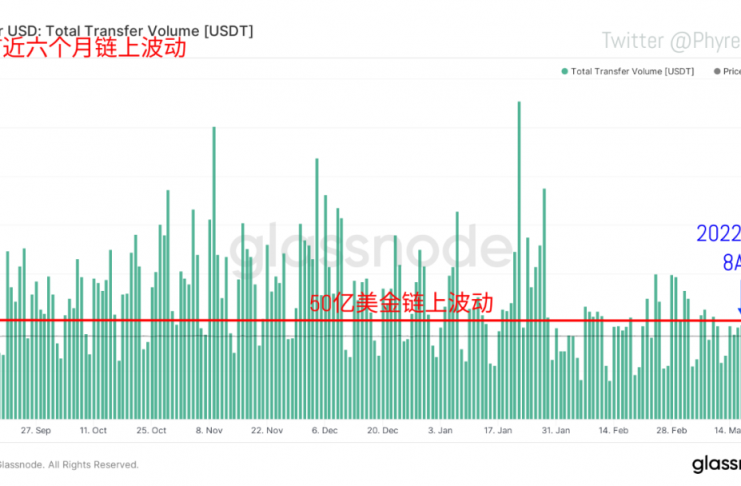 r USD: Total Transfer Volume [USDT]
近六个月链上波动
Twitter @Phyre
Total Transfer Volume [USDT]
Price
glassnode
2022
8A
50亿美金链上波动
27. Sep 11. Oct 25. Oct 8. Nov 22. Nov 6. Dec 20. Dec 3. Jan 17. Jan 31. Jan 14. Feb 28. Feb 14. Ma
Glassnode. All Rights Reserved.
glassn